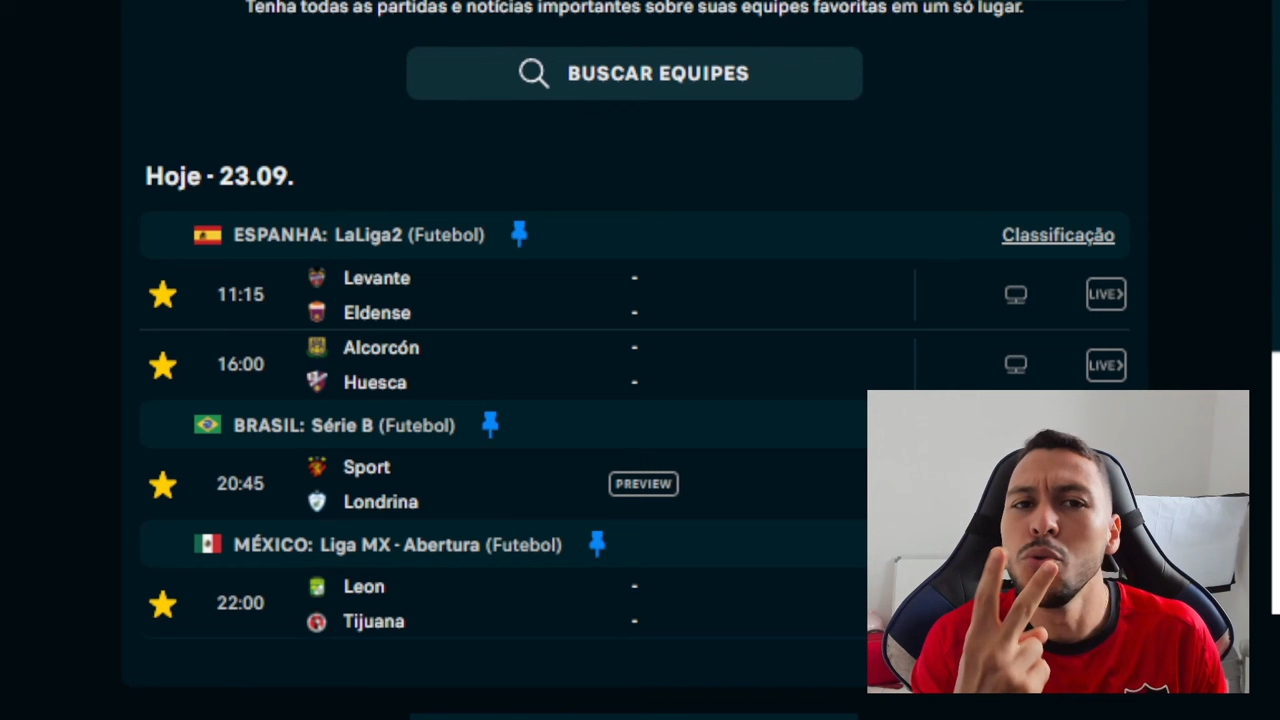 Tenha todas as partidas e notícias importantes sobre suas equipes favoritas em um só lugar.
BUSCAR EQUIPES
Hoje - 23.09.
ESPANHA: LaLiga2 (Futebol) Classificação
11:15 Levante - LIVE
Eldense -
16:00 Alcorcón - LIVE
Huesca -
BRASIL: Série B (Futebol)
20:45 Sport PREVIEW
Londrina
MÉXICO: Liga MX - Abertura (Futebol)
22:00 Leon -
Tijuana -